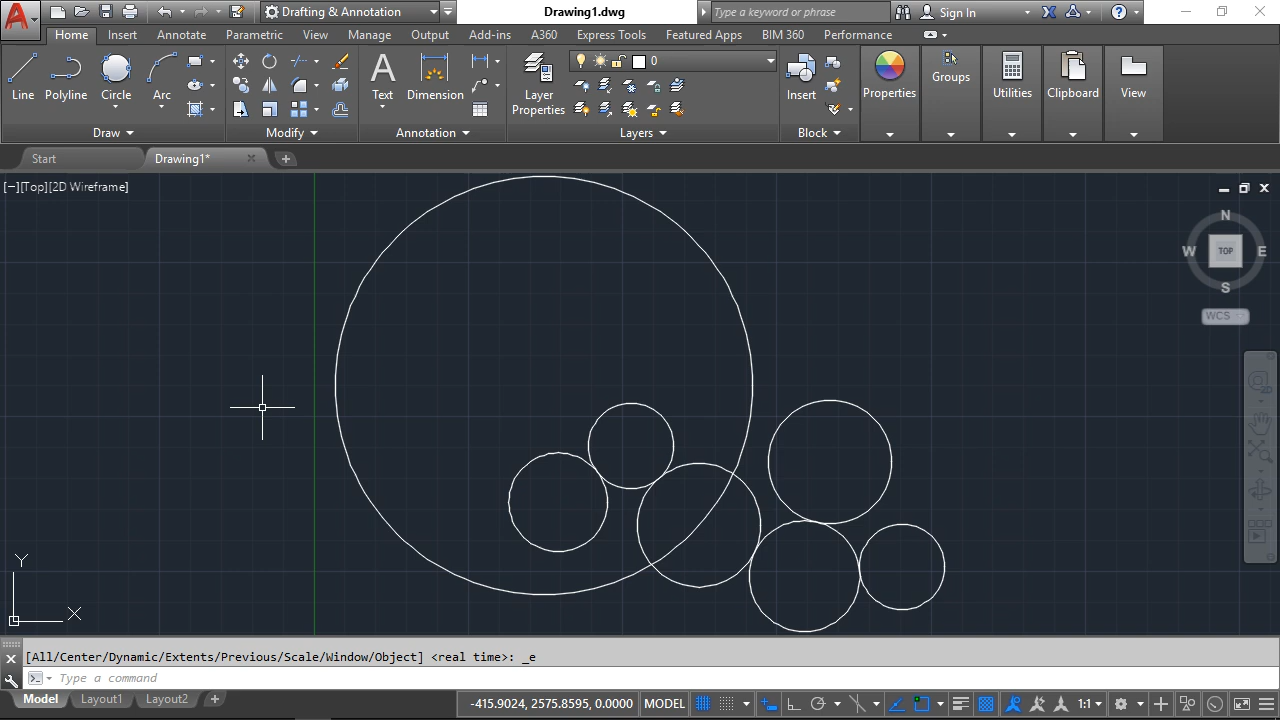 Drafting & Annotation
Drawing1.dwg
Type a keyword or phrase
Sign In
Home Insert Annotate Parametric View Manage Output Add-ins A360 Express Tools Featured Apps BIM 360 Performance
0
Line Polyline Circle Arc
Text Dimension
Layer Properties
Insert
Properties
Groups
Utilities
Clipboard
View
Draw Modify Annotation Layers Block
Start Drawing1*
[−][Top][2D Wireframe]
N
W TOP E
S
WCS
Y
X
[All/Center/Dynamic/Extents/Previous/Scale/Window/Object] <real time>: _e
Type a command
Model Layout1 Layout2
-415.9024, 2575.8595, 0.0000 MODEL 1:1